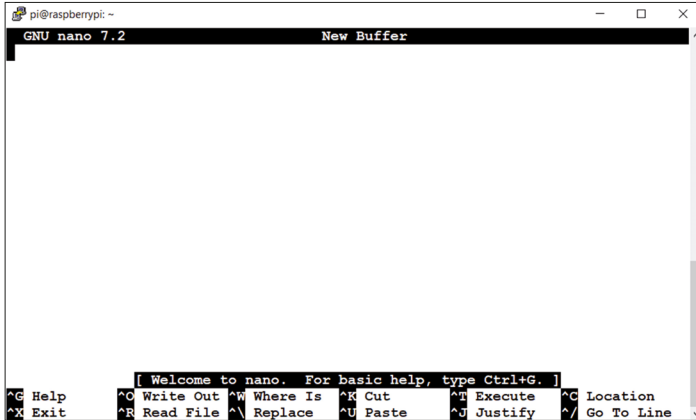 pi@raspberrypi: ~
GNU nano 7.2 New Buffer
[ Welcome to nano. For basic help, type Ctrl+G. ]
^G Help ^O Write Out ^W Where Is ^K Cut ^T Execute ^C Location
^X Exit ^R Read File ^\ Replace ^U Paste ^J Justify ^/ Go To Line